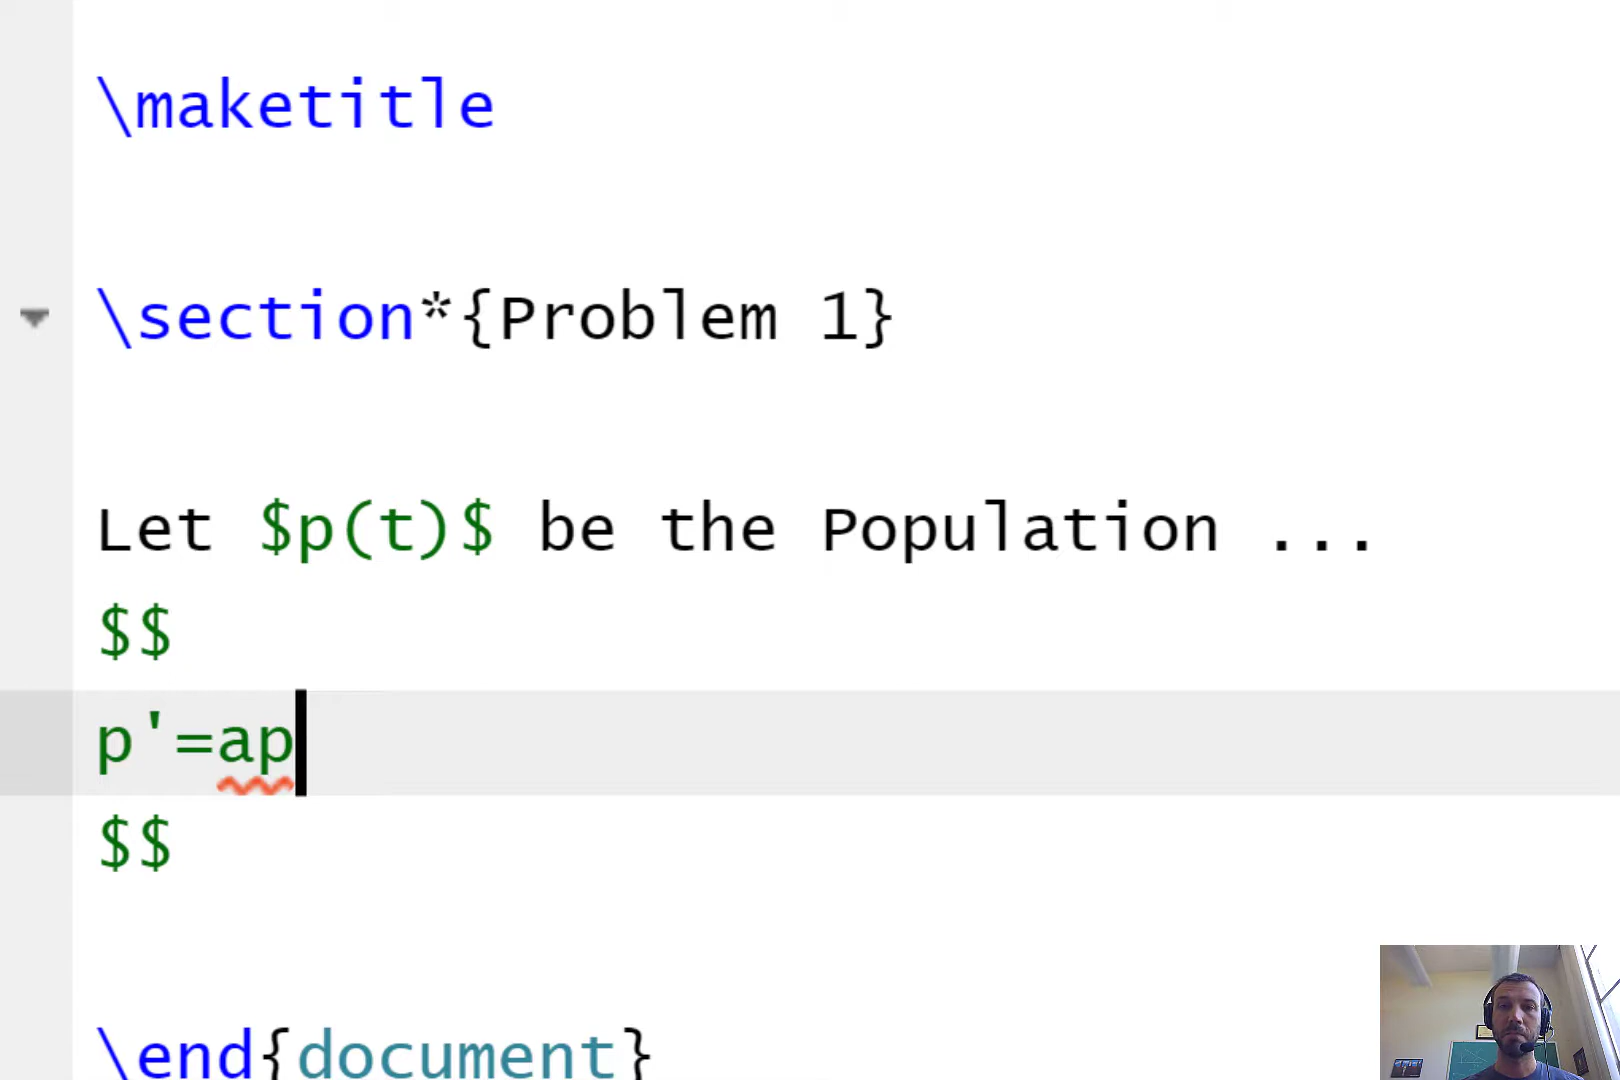 \maketitle
\section*{Problem 1}
Let $p(t)$ be the Population ...
$$
p'=ap
$$
\end{document}